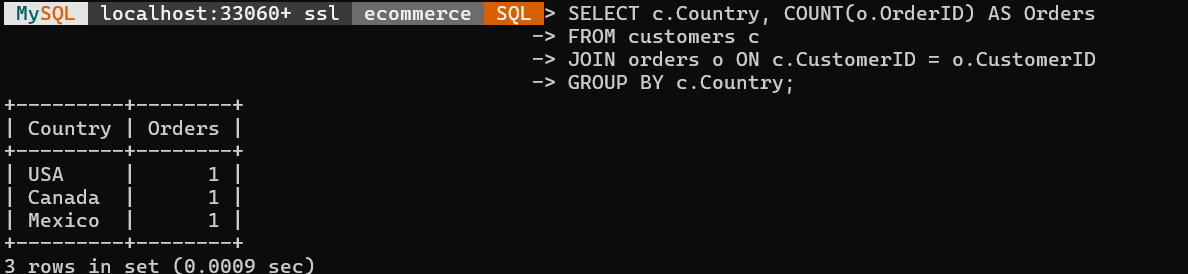 MySQL localhost:33060+ ssl ecommerce SQL > SELECT c.Country, COUNT(o.OrderID) AS Orders
-> FROM customers c
-> JOIN orders o ON c.CustomerID = o.CustomerID
-> GROUP BY c.Country;
+---------+--------+
| Country | Orders |
+---------+--------+
| USA     |      1 |
| Canada  |      1 |
| Mexico  |      1 |
+---------+--------+
3 rows in set (0.0009 sec)